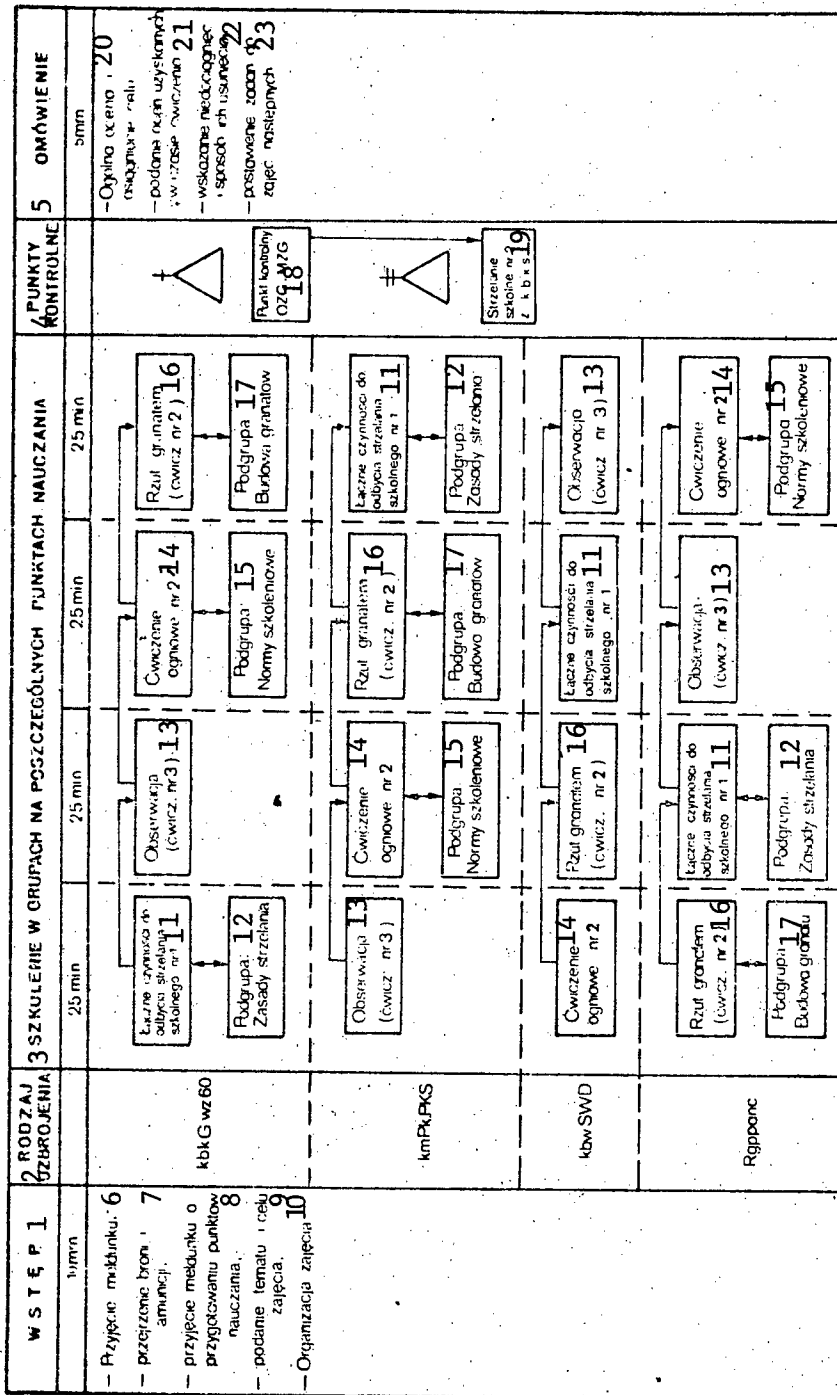 WSTĘP 1
2 RODZAJ
UZBROJENIA
3 SZKOLENIE W GRUPACH NA POSZCZEGÓLNYCH PUNKTACH NAUCZANIA
4 PUNKTY
KONTROLNE
5 OMÓWIENIE
10 min
25 min
25 min
25 min
25 min
5 min
– Przyjęcie meldunku. 6
– przejrzenie broni i 7
amunicji.
– przyjęcie meldunku o
przygotowaniu punktów 8
nauczania.
– podanie tematu i celu 9
zajęcia.
– Organizacja zajęcia 10
kbkG wz60
Łączne czynności do
odbycia strzelania
szkolnego nr 1 11
Podgrupa: 12
Zasady strzelania
Obserwacja 13
(ćwicz. nr 3)
Ćwiczenie
ogniowe nr 2 14
Podgrupa: 15
Normy szkoleniowe
Rzut granatem 16
(ćwicz nr 2)
Podgrupa 17
Budowa granatów
kmPk,PKS
Obserwacja 13
(ćwicz. nr 3)
Ćwiczenie 14
ogniowe nr 2
Podgrupa 15
Normy szkoleniowe
Rzut granatem 16
(ćwicz. nr 2)
Podgrupa 17
Budowa granatów
Łączne czynności do
odbycia strzelania
szkolnego nr 1 11
Podgrupa 12
Zasady strzelania
kbw SWD
Ćwiczenie 14
ogniowe nr 2
Rzut granatem 16
(ćwicz. nr 2)
Łączne czynności do
odbycia strzelania 11
szkolnego nr 1
Obserwacja 13
(ćwicz nr 3)
Rgppanc
Rzut granatem
(ćwicz. nr 2) 16
Podgrupa 17
Budowa granatu
Łączne czynności do
odbycia strzelania
szkolnego nr 1 11
Podgrupa: 12
Zasady strzelania
Obserwacja.
(ćwicz nr 3) 13
Ćwiczenie
ogniowe nr 2 14
Podgrupa 15
Normy szkoleniowe
Punkt kontrolny
OZG, MZG
18
Strzelanie
szkolne nr
z kbks 19
– Ogólna ocena i 20
osiągnięcie celu
– podanie ocen uzyskanych
w czasie ćwiczenia 21
– wskazanie niedociągnięć
i sposób ich usunięcia 22
– postawienie zadań do
zajęć następnych 23